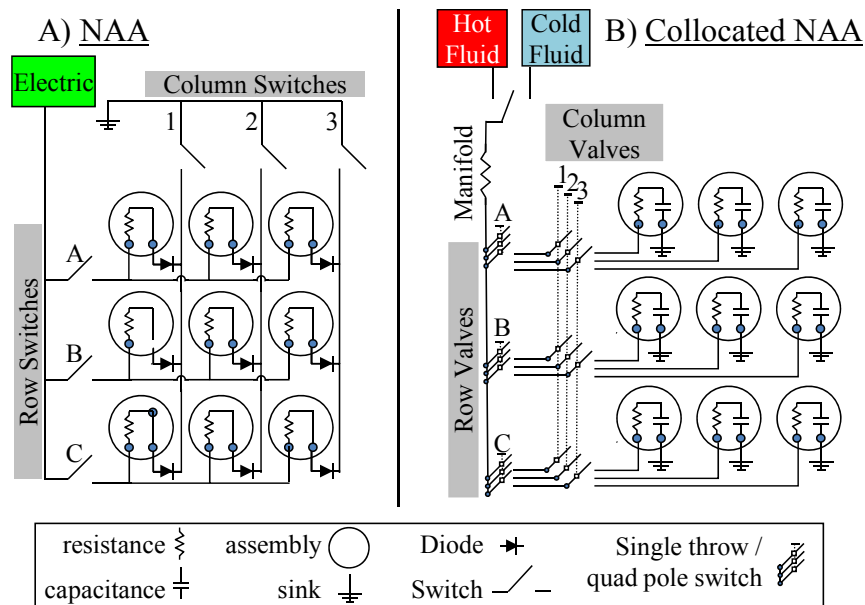 A) NAA
Electric
Column Switches
1 2 3
Row Switches
A
B
C
Hot
Fluid
Cold
Fluid
B) Collocated NAA
Manifold
Column
Valves
1
2
3
Row Valves
A
B
C
resistance
assembly
Diode
Single throw /
quad pole switch
capacitance
sink
Switch